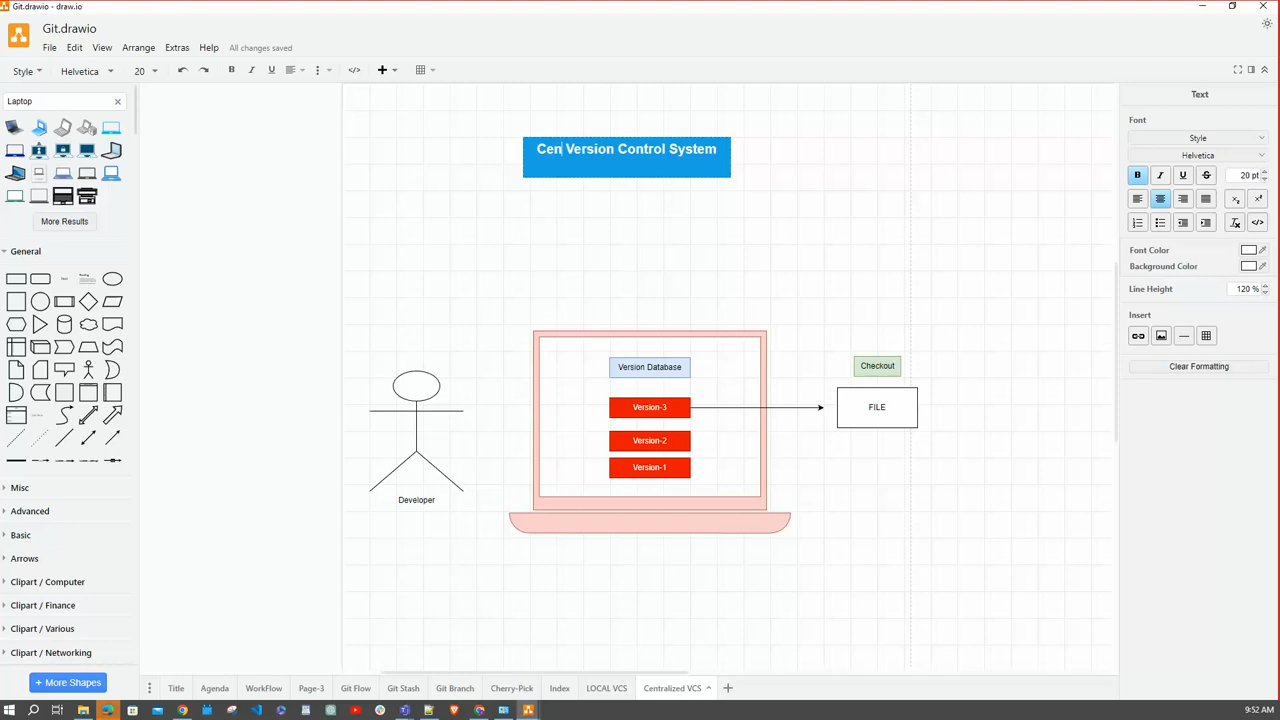 Git.drawio - draw.io
Git.drawio
File Edit View Arrange Extras Help All changes saved
Style Helvetica 20
Laptop
More Results
General
Misc
Advanced
Basic
Arrows
Clipart / Computer
Clipart / Finance
Clipart / Various
Clipart / Networking
+ More Shapes
Cen Version Control System
Version Database
Version-3
Version-2
Version-1
Developer
Checkout
FILE
Text
Font
Style
Helvetica
B I U S 20 pt
Font Color
Background Color
Line Height 120 %
Insert
Clear Formatting
Title Agenda WorkFlow Page-3 Git Flow Git Stash Git Branch Cherry-Pick Index LOCAL VCS Centralized VCS
9:52 AM